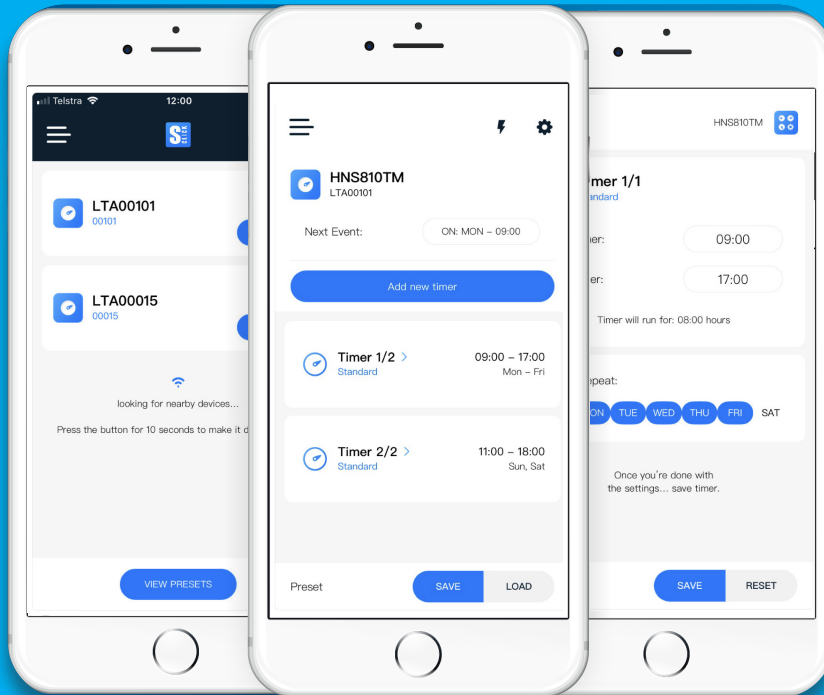 Telstra
12:00
LTA00101
00101
LTA00015
00015
looking for nearby devices...
Press the button for 10 seconds to make it
VIEW PRESETS
HNS810TM
LTA00101
Next Event:
ON: MON – 09:00
Add new timer
Timer 1/2 >
09:00 – 17:00
Standard
Mon – Fri
Timer 2/2 >
11:00 – 18:00
Standard
Sun, Sat
Preset
SAVE
LOAD
HNS810TM
mer 1/1
andard
er:
09:00
er:
17:00
Timer will run for: 08:00 hours
peat:
ON TUE WED THU FRI SAT
Once you're done with
the settings... save timer.
SAVE
RESET